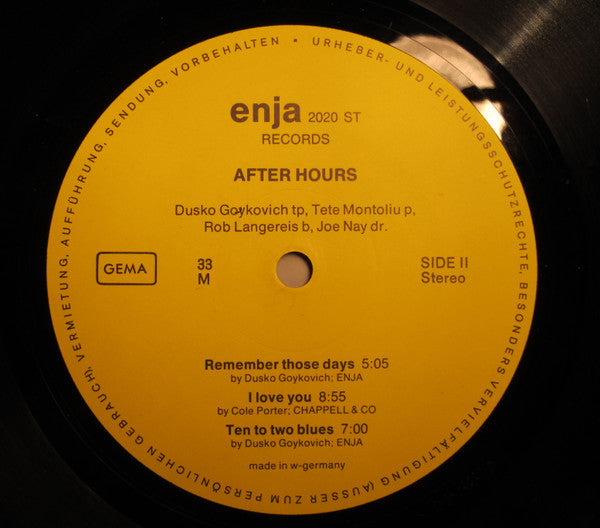 URHEBER- UND LEISTUNGSSCHUTZRECHTE, BESONDERS VERVIELFÄLTIGUNG (AUSSER ZUM PERSÖNLICHEN GEBRAUCH), VERMIETUNG, AUFFÜHRUNG, SENDUNG, VORBEHALTEN •
enja 2020 ST
RECORDS
AFTER HOURS
Dusko Goykovich tp, Tete Montoliu p,
Rob Langereis b, Joe Nay dr.
GEMA
33
M
SIDE II
Stereo
Remember those days 5:05
by Dusko Goykovich; ENJA
I love you 8:55
by Cole Porter; CHAPPELL & CO
Ten to two blues 7:00
by Dusko Goykovich; ENJA
made in w-germany